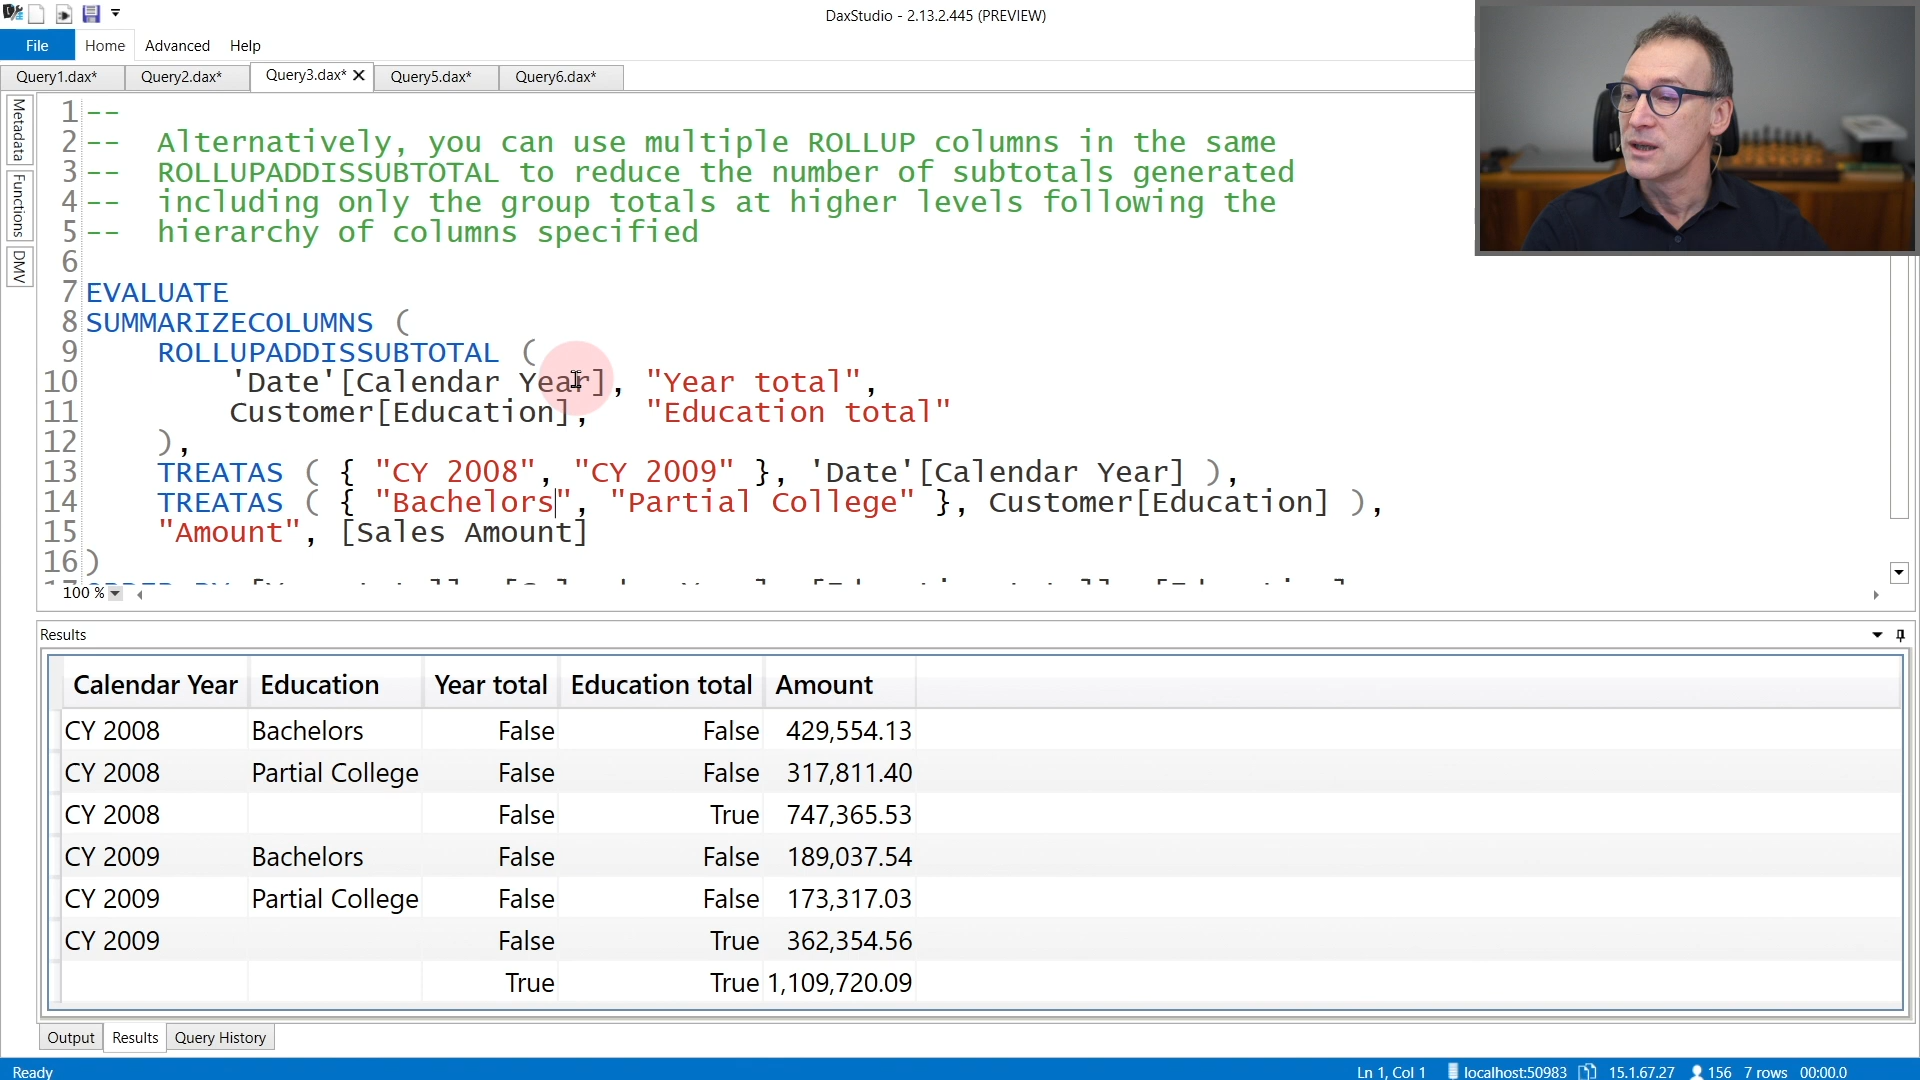 DaxStudio - 2.13.2.445 (PREVIEW)
File Home Advanced Help
Query1.dax* Query2.dax* Query3.dax* Query5.dax* Query6.dax*
Metadata
Functions
DMV
1 --
2 -- Alternatively, you can use multiple ROLLUP columns in the same
3 -- ROLLUPADDISSUBTOTAL to reduce the number of subtotals generated
4 -- including only the group totals at higher levels following the
5 -- hierarchy of columns specified
6
7 EVALUATE
8 SUMMARIZECOLUMNS (
9 ROLLUPADDISSUBTOTAL (
10 'Date'[Calendar Year], "Year total",
11 Customer[Education], "Education total"
12 ),
13 TREATAS ( { "CY 2008", "CY 2009" }, 'Date'[Calendar Year] ),
14 TREATAS ( { "Bachelors", "Partial College" }, Customer[Education] ),
15 "Amount", [Sales Amount]
16 )
100 %
Results
Calendar Year Education Year total Education total Amount
CY 2008 Bachelors False False 429,554.13
CY 2008 Partial College False False 317,811.40
CY 2008 False True 747,365.53
CY 2009 Bachelors False False 189,037.54
CY 2009 Partial College False False 173,317.03
CY 2009 False True 362,354.56
True True 1,109,720.09
Output Results Query History
Ready Ln 1, Col 1 localhost:50983 15.1.67.27 156 7 rows 00:00.0